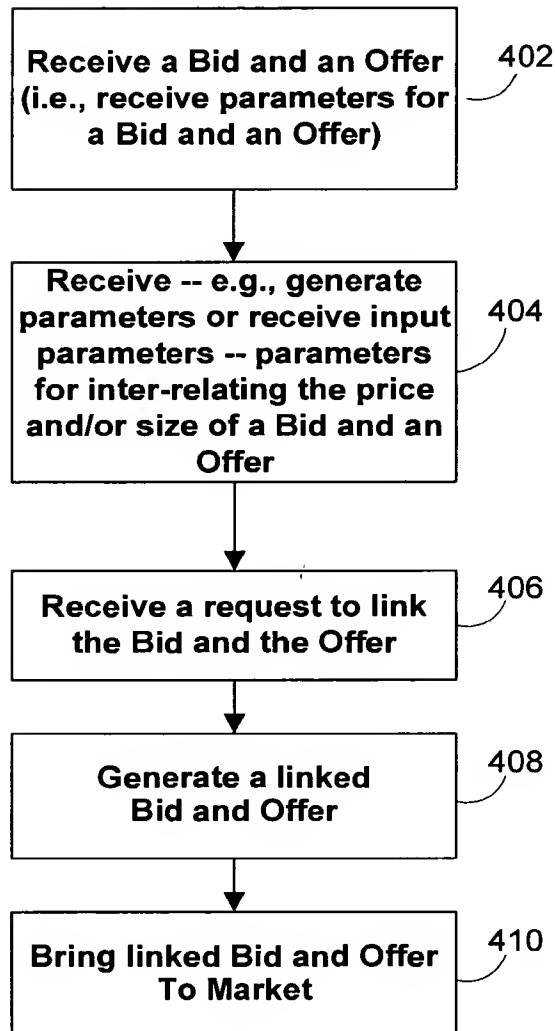 Receive a Bid and an Offer
(i.e., receive parameters for
a Bid and an Offer)
402
Receive -- e.g., generate
parameters or receive input
parameters -- parameters
for inter-relating the price
and/or size of a Bid and an
Offer
404
Receive a request to link
the Bid and the Offer
406
Generate a linked
Bid and Offer
408
Bring linked Bid and Offer
To Market
410